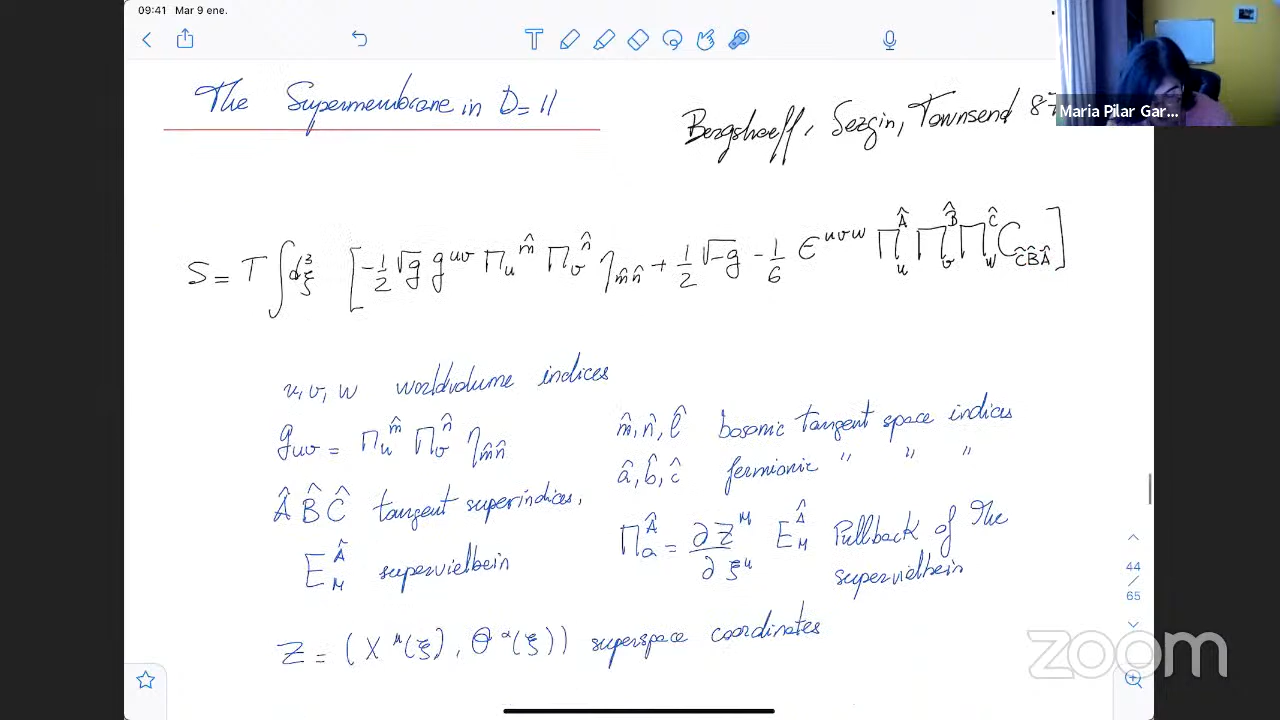 09:41 Mar 9 ene.
The Supermembrane in D=11
Bergshoeff, Sezgin, Townsend 87
Maria Pilar Gar...
S = T ∫d³ξ [ -1/2 √g g^{uv} Π_u^{m̂} Π_v^{n̂} η_{m̂n̂} + 1/2 √-g - 1/6 ε^{uvw} Π_u^{Â} Π_v^{B̂} Π_w^{Ĉ} C_{ĈB̂Â} ]
u, v, w worldvolume indices
g_{uv} = Π_u^{m̂} Π_v^{n̂} η_{m̂n̂}
m̂, n̂, l̂ bosonic tangent space indices
â, b̂, ĉ fermionic " " "
Â B̂ Ĉ tangent superindices,
Π_a^{Â} = ∂Z^M/∂ξ^u E_M^{Â} Pullback of the
supervielbein
E_M^{Â} supervielbein
Z = (X^μ(ξ), Θ^α(ξ)) superspace coordinates
44
/
65
zoom